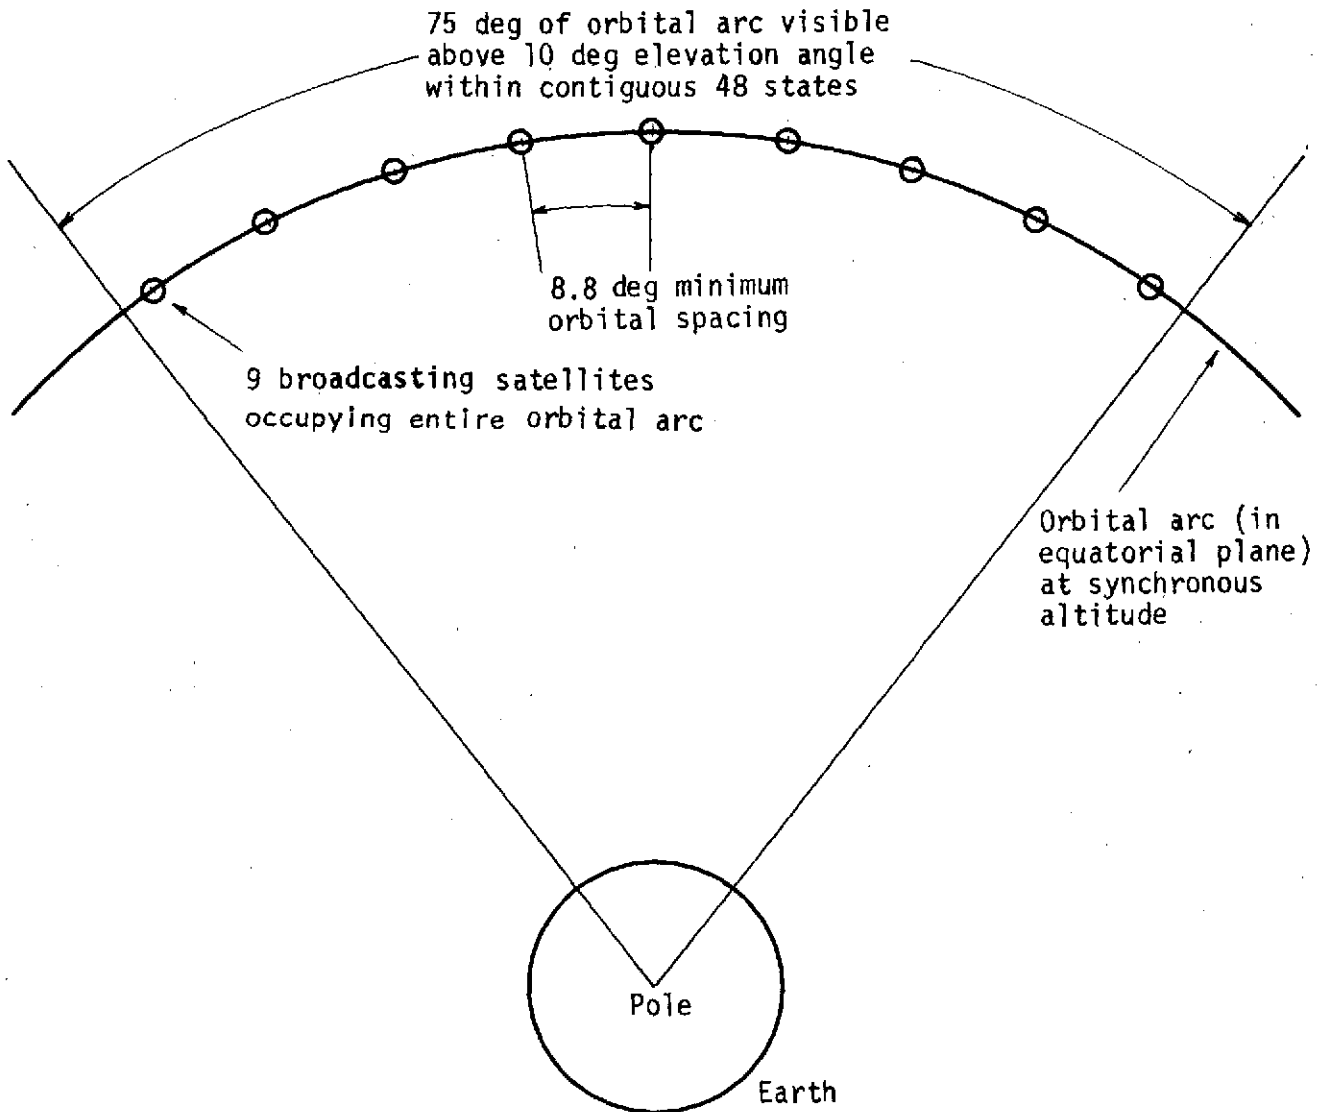 75 deg of orbital arc visible
above 10 deg elevation angle
within contiguous 48 states
8.8 deg minimum
orbital spacing
9 broadcasting satellites
occupying entire orbital arc
Orbital arc (in
equatorial plane)
at synchronous
altitude
Pole
Earth